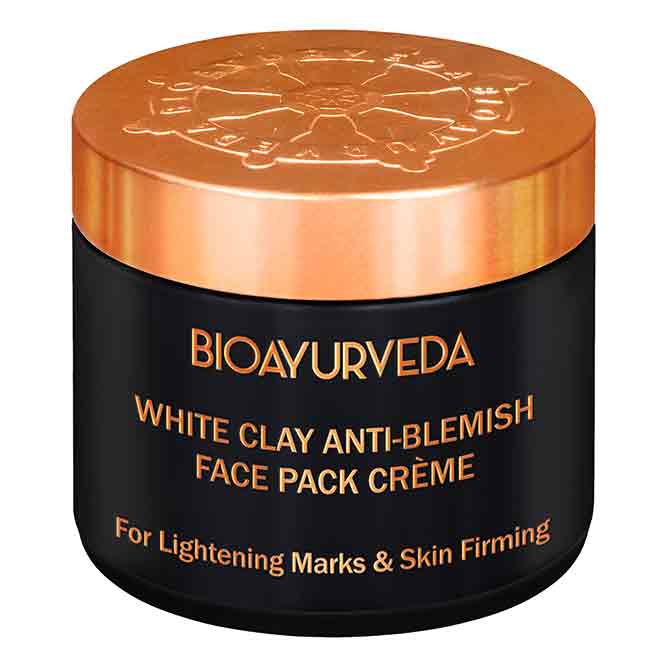 BIOAYURVEDA
WHITE CLAY ANTI-BLEMISH
FACE PACK CRÈME
For Lightening Marks & Skin Firming